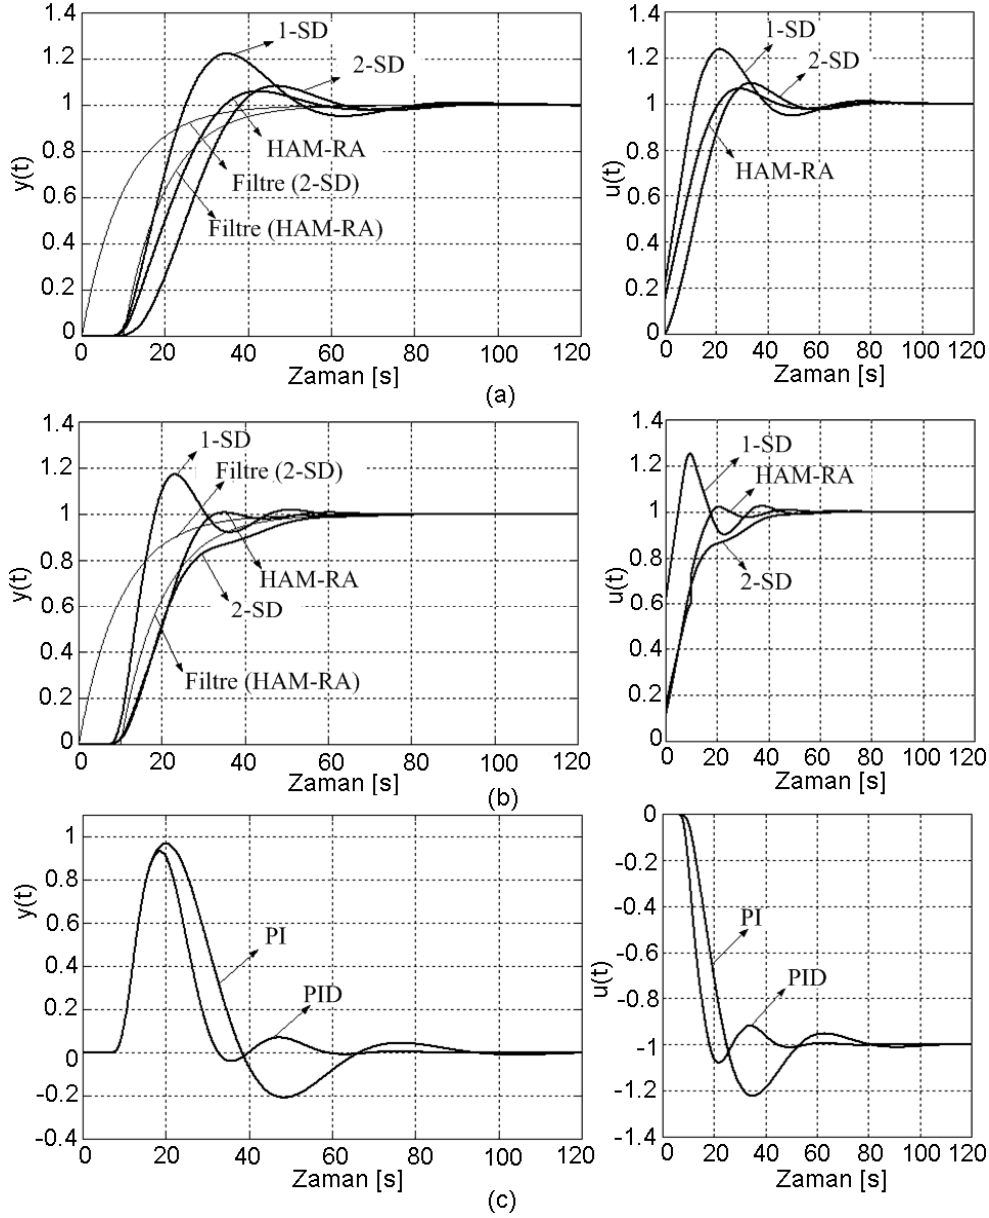 1.4
1.2
1
0.8
0.6
0.4
0.2
0
y(t)
1-SD
2-SD
HAM-RA
Filtre (2-SD)
Filtre (HAM-RA)
0 20 40 60 80 100 120
Zaman [s]
1.4
1.2
1
0.8
0.6
0.4
0.2
0
u(t)
1-SD
2-SD
HAM-RA
0 20 40 60 80 100 120
Zaman [s]
(a)
1.4
1.2
1
0.8
0.6
0.4
0.2
0
y(t)
1-SD
Filtre (2-SD)
HAM-RA
2-SD
Filtre (HAM-RA)
0 20 40 60 80 100 120
Zaman [s]
1.4
1.2
1
0.8
0.6
0.4
0.2
0
u(t)
1-SD
HAM-RA
2-SD
0 20 40 60 80 100 120
Zaman [s]
(b)
1
0.8
0.6
0.4
0.2
0
-0.2
-0.4
y(t)
PI
PID
0 20 40 60 80 100 120
Zaman [s]
0
-0.2
-0.4
-0.6
-0.8
-1
-1.2
-1.4
u(t)
PI
PID
0 20 40 60 80 100 120
Zaman [s]
(c)